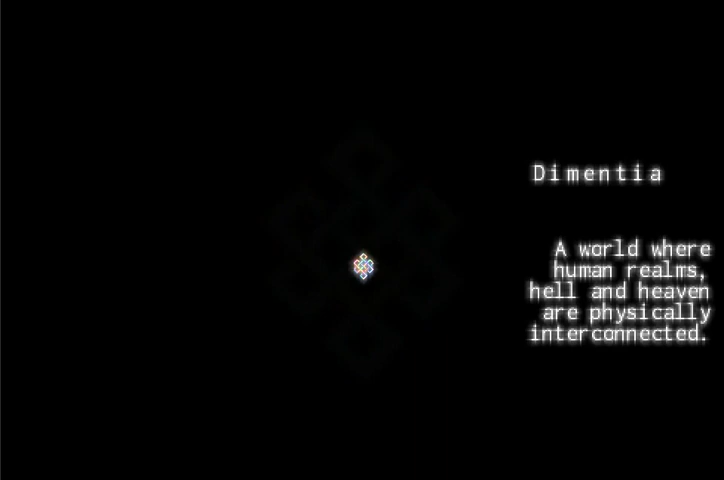 Dimentia
A world where
human realms,
hell and heaven
are physically
interconnected.